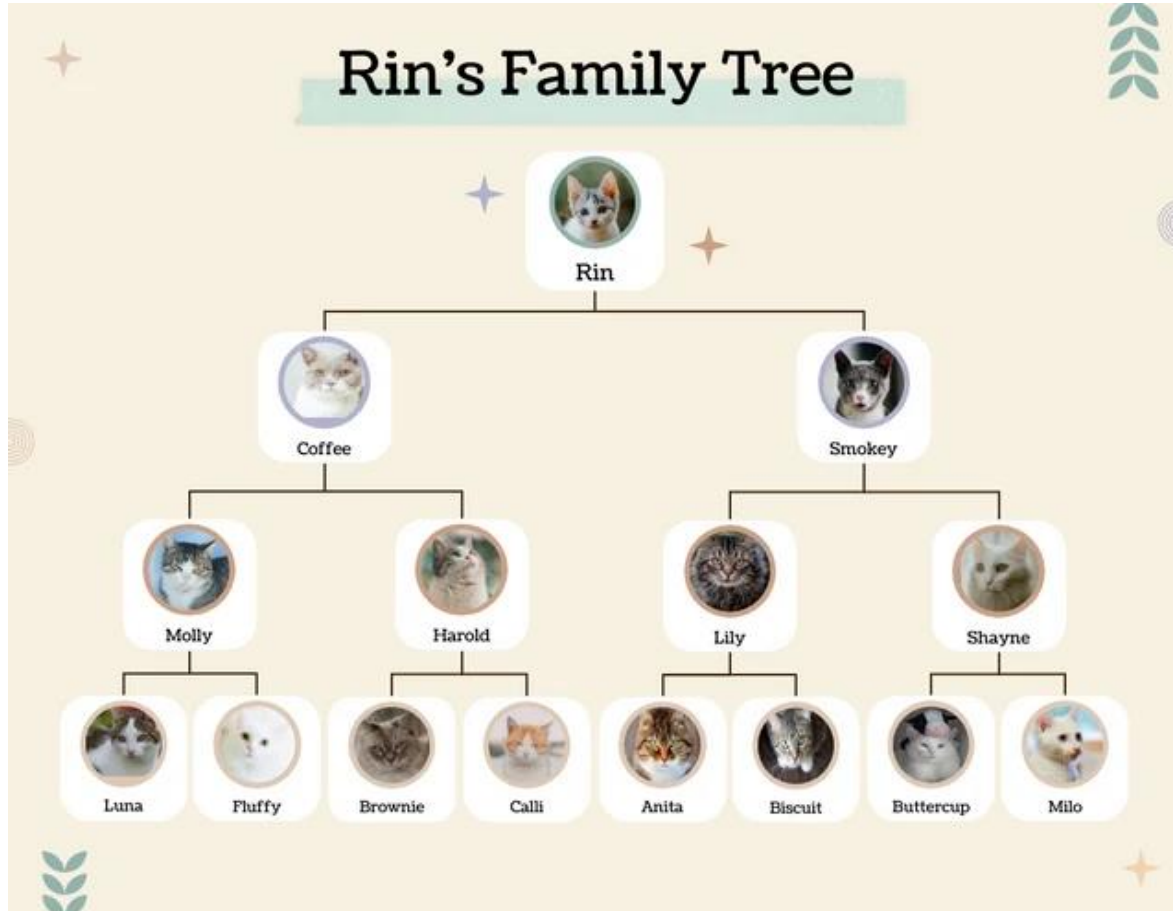 Rin's Family Tree
Rin
Coffee
Smokey
Molly
Harold
Lily
Shayne
Luna
Fluffy
Brownie
Calli
Anita
Biscuit
Buttercup
Milo